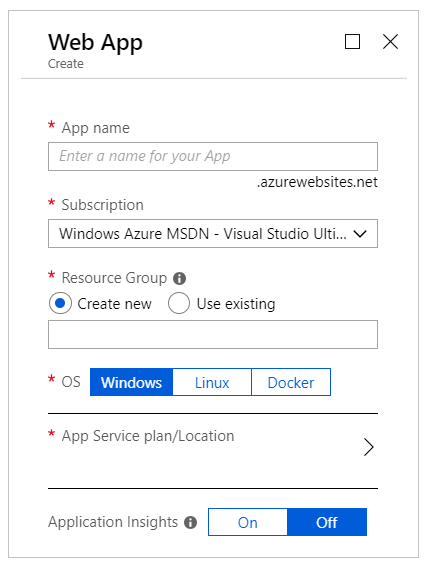 Web App
Create
* App name
Enter a name for your App
.azurewebsites.net
* Subscription
Windows Azure MSDN - Visual Studio Ulti...
* Resource Group
Create new Use existing
* OS Windows Linux Docker
* App Service plan/Location
Application Insights On Off